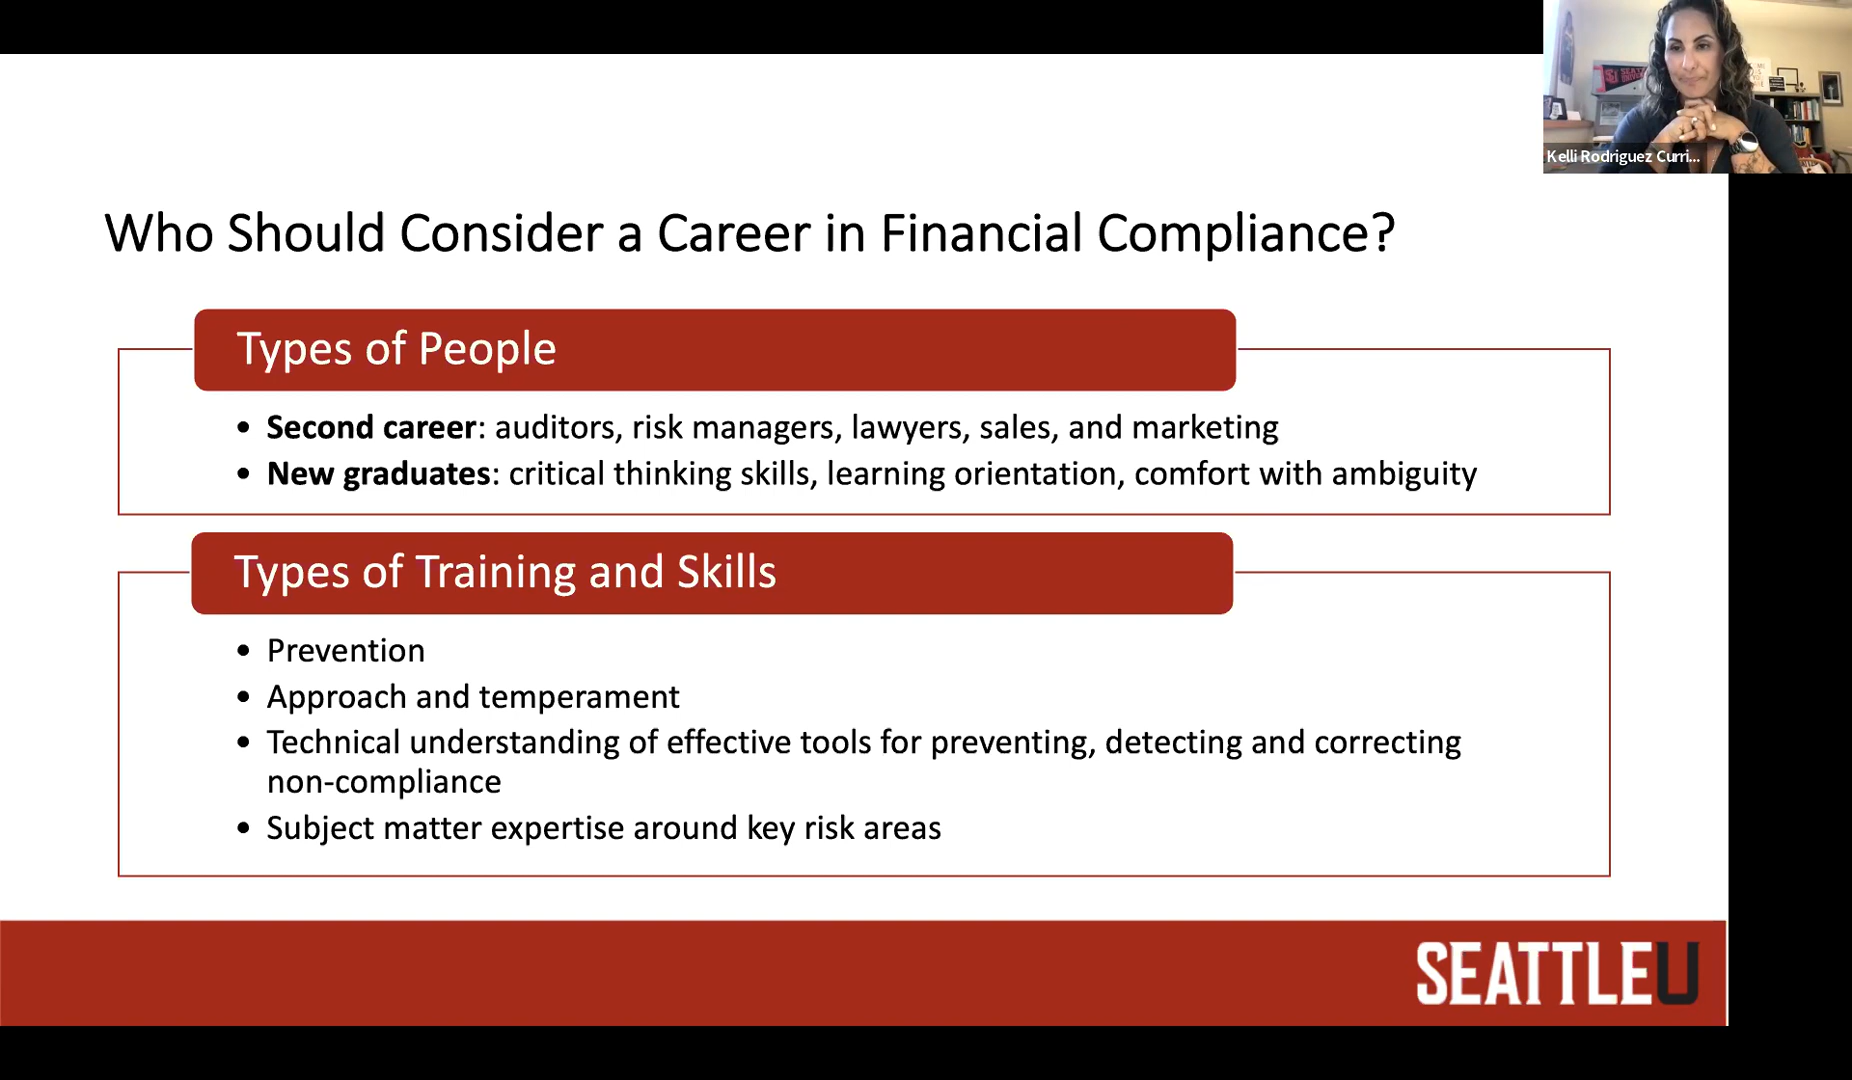 Kelli Rodriguez Curri...
Who Should Consider a Career in Financial Compliance?
Types of People
• Second career: auditors, risk managers, lawyers, sales, and marketing
• New graduates: critical thinking skills, learning orientation, comfort with ambiguity
Types of Training and Skills
• Prevention
• Approach and temperament
• Technical understanding of effective tools for preventing, detecting and correcting
non-compliance
• Subject matter expertise around key risk areas
SEATTLEU